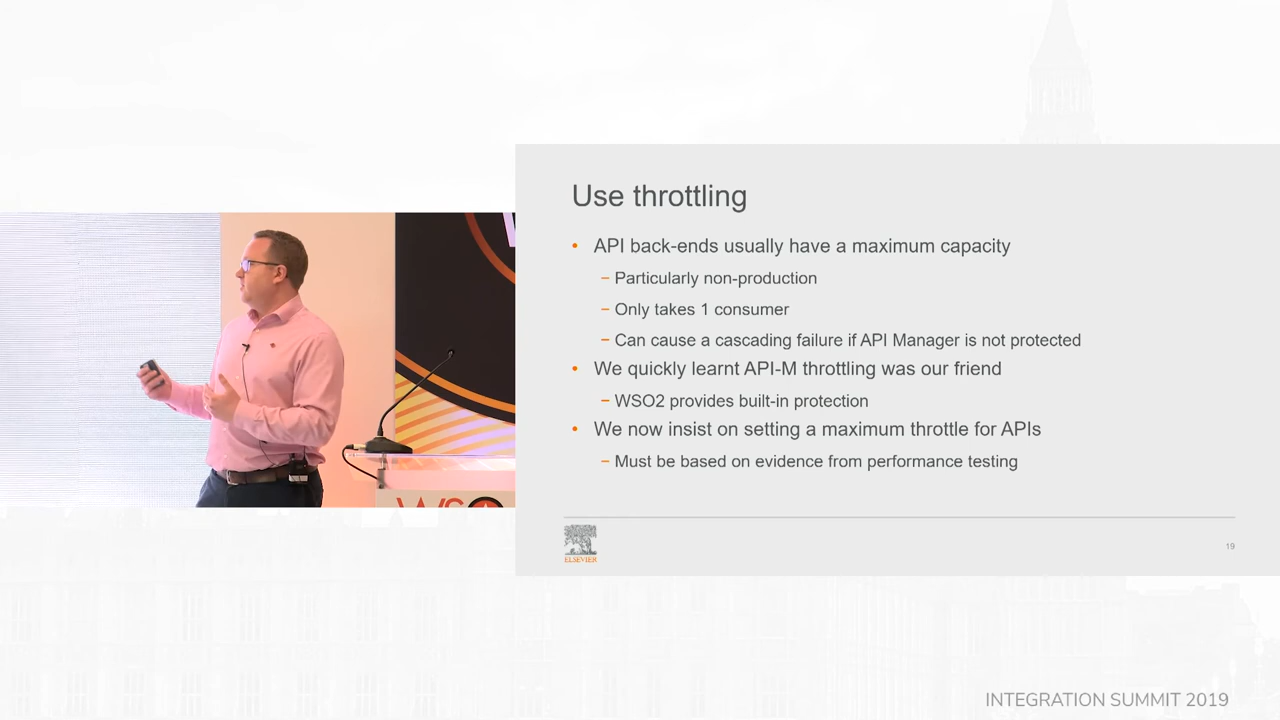 Use throttling
• API back-ends usually have a maximum capacity
– Particularly non-production
– Only takes 1 consumer
– Can cause a cascading failure if API Manager is not protected
• We quickly learnt API-M throttling was our friend
– WSO2 provides built-in protection
• We now insist on setting a maximum throttle for APIs
– Must be based on evidence from performance testing
ELSEVIER
19
INTEGRATION SUMMIT 2019